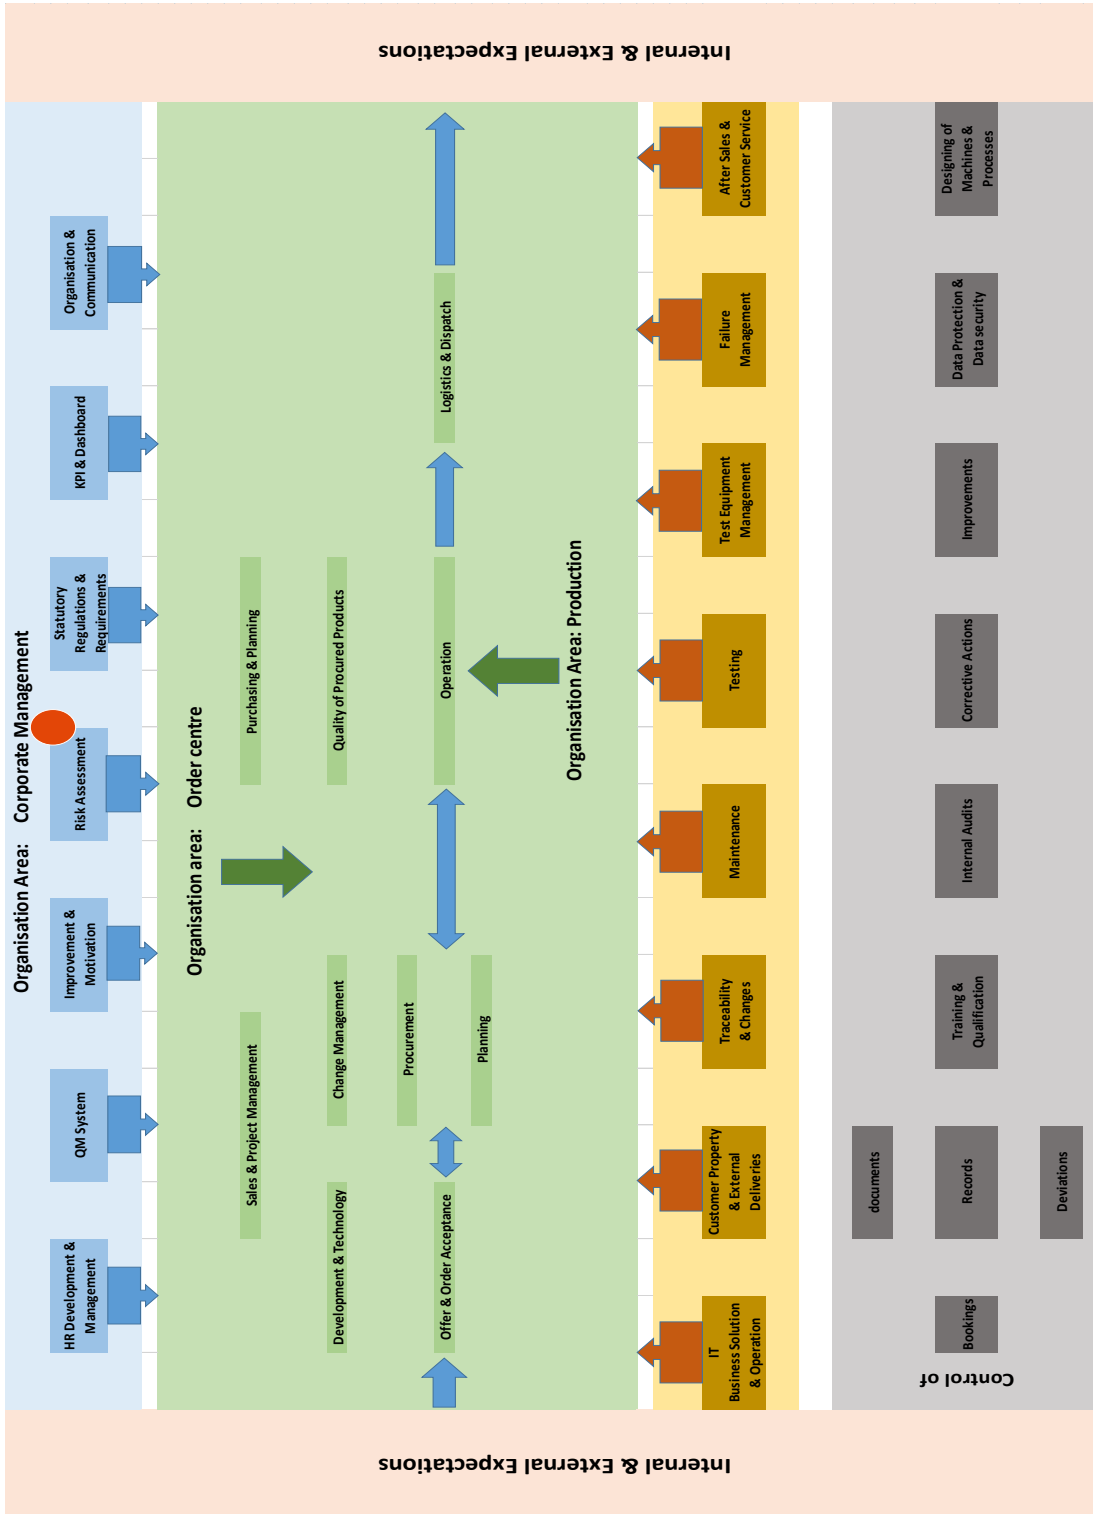 Internal & External Expectations
Organisation Area: Corporate Management
HR Development &
Management
QM System
Improvement &
Motivation
Risk Assessment
Statutory
Regulations &
Requirements
KPI & Dashboard
Organisation &
Communication
Organisation area: Order centre
Sales & Project Management
Purchasing & Planning
Development & Technology
Change Management
Quality of Procured Products
Procurement
Offer & Order Acceptance
Operation
Logistics & Dispatch
Planning
Organisation Area: Production
IT
Business Solution
& Operation
Customer Property
& External
Deliveries
Traceability
& Changes
Maintenance
Testing
Test Equipment
Management
Failure
Management
After Sales &
Customer Service
Control of
Bookings
documents
Records
Deviations
Training &
Qualification
Internal Audits
Corrective Actions
Improvements
Data Protection &
Data security
Designing of
Machines &
Processes
Internal & External Expectations